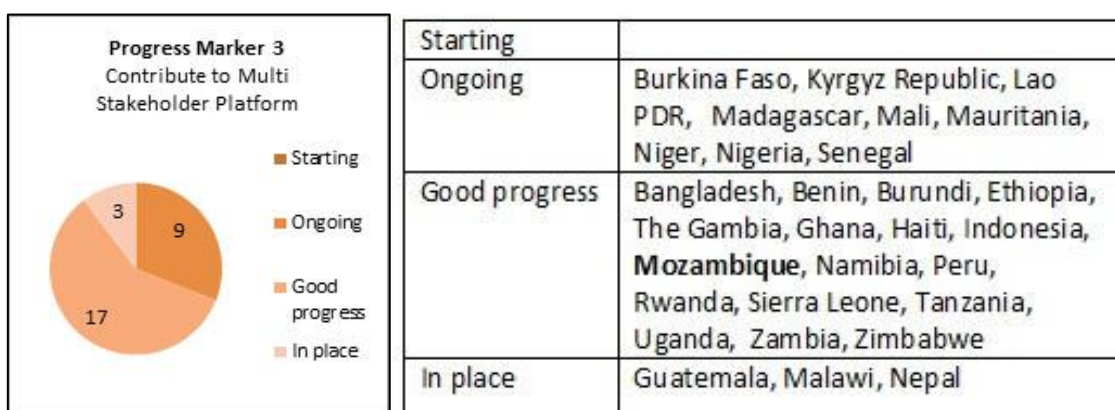 Progress Marker 3
Contribute to Multi
Stakeholder Platform
Starting
Ongoing
Good
progress
In place
3
9
17
Starting
Ongoing
Burkina Faso, Kyrgyz Republic, Lao
PDR, Madagascar, Mali, Mauritania,
Niger, Nigeria, Senegal
Good progress
Bangladesh, Benin, Burundi, Ethiopia,
The Gambia, Ghana, Haiti, Indonesia,
Mozambique, Namibia, Peru,
Rwanda, Sierra Leone, Tanzania,
Uganda, Zambia, Zimbabwe
In place
Guatemala, Malawi, Nepal